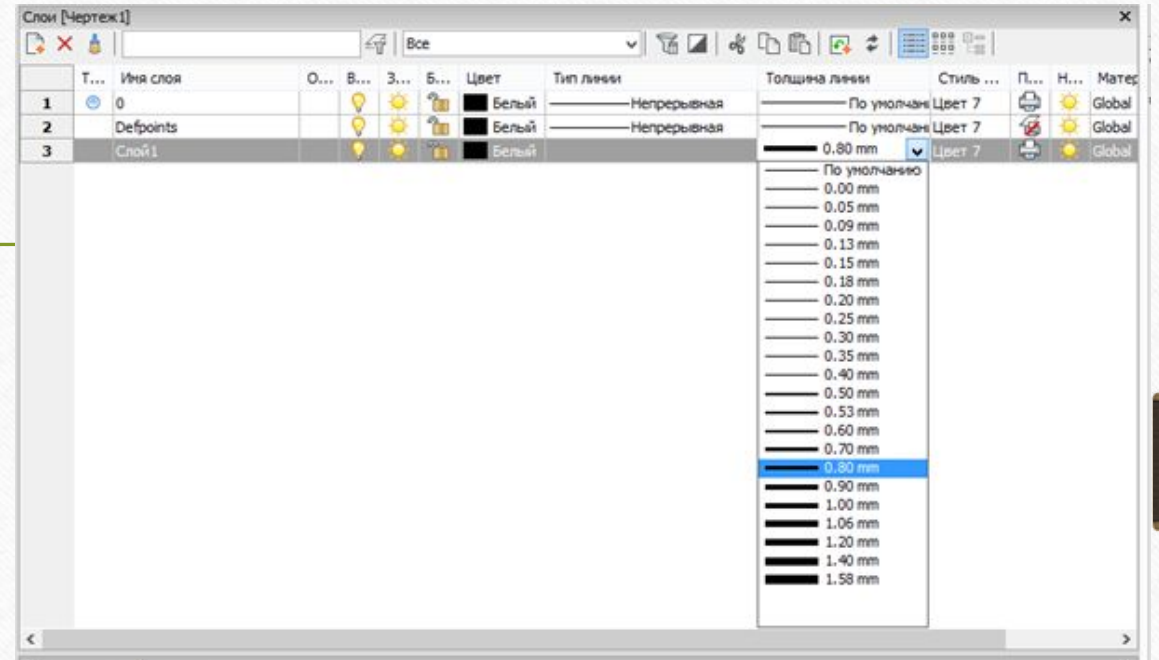 Слои [Чертеж1]
Все
Т... Имя слоя О... В... З... Б... Цвет Тип линии Толщина линии Стиль ... П... Н... Матер
1 0 Белый Непрерывная По умолчани Цвет 7 Global
2 Defpoints Белый Непрерывная По умолчани Цвет 7 Global
3 Слой1 Белый 0.80 mm Цвет 7 Global
По умолчанию
0.00 mm
0.05 mm
0.09 mm
0.13 mm
0.15 mm
0.18 mm
0.20 mm
0.25 mm
0.30 mm
0.35 mm
0.40 mm
0.50 mm
0.53 mm
0.60 mm
0.70 mm
0.80 mm
0.90 mm
1.00 mm
1.06 mm
1.20 mm
1.40 mm
1.58 mm